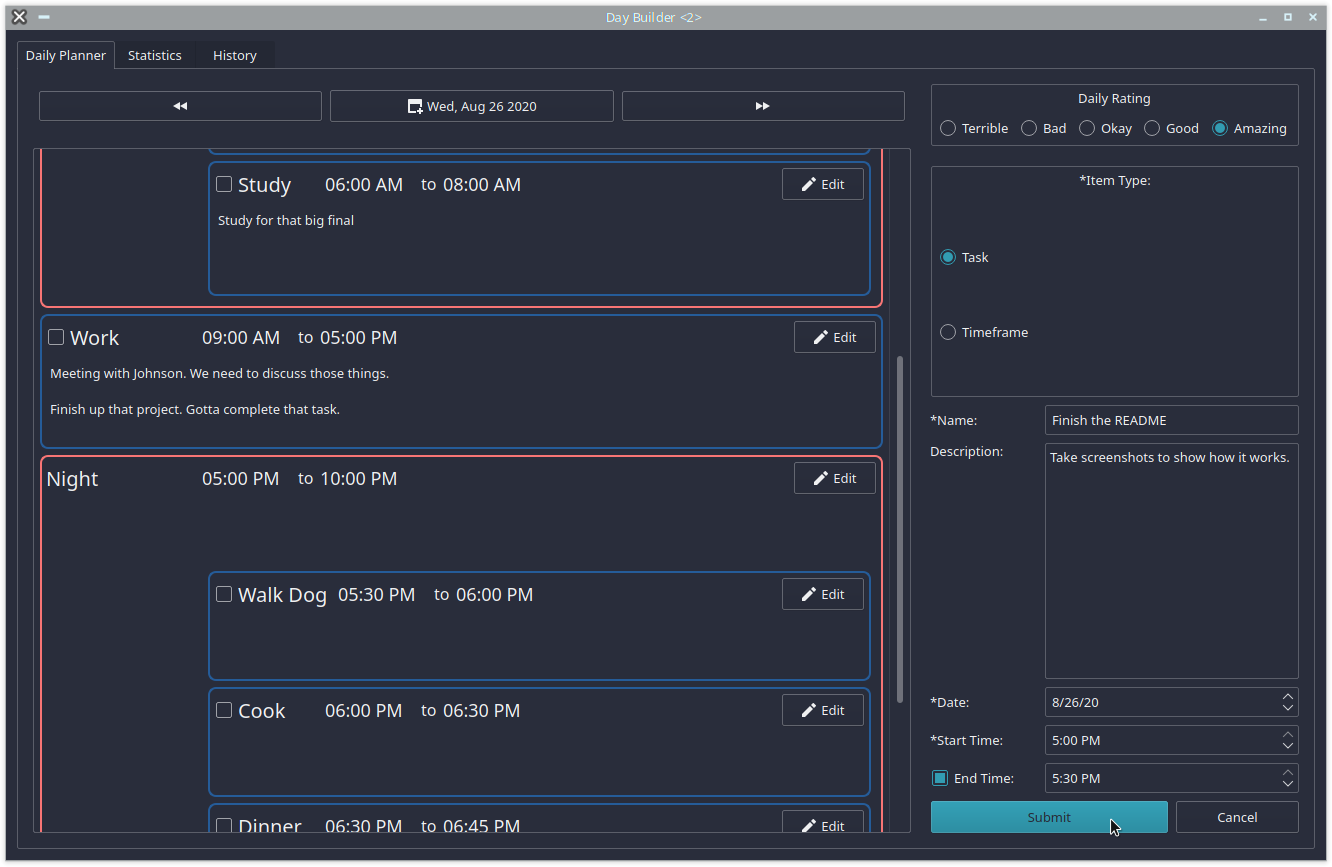 Day Builder <2>
Daily Planner Statistics History
Wed, Aug 26 2020
Study 06:00 AM to 08:00 AM Edit
Study for that big final
Work 09:00 AM to 05:00 PM Edit
Meeting with Johnson. We need to discuss those things.
Finish up that project. Gotta complete that task.
Night 05:00 PM to 10:00 PM Edit
Walk Dog 05:30 PM to 06:00 PM Edit
Cook 06:00 PM to 06:30 PM Edit
Dinner 06:30 PM to 06:45 PM Edit
Daily Rating
Terrible Bad Okay Good Amazing
*Item Type:
Task
Timeframe
*Name: Finish the README
Description: Take screenshots to show how it works.
*Date: 8/26/20
*Start Time: 5:00 PM
End Time: 5:30 PM
Submit Cancel